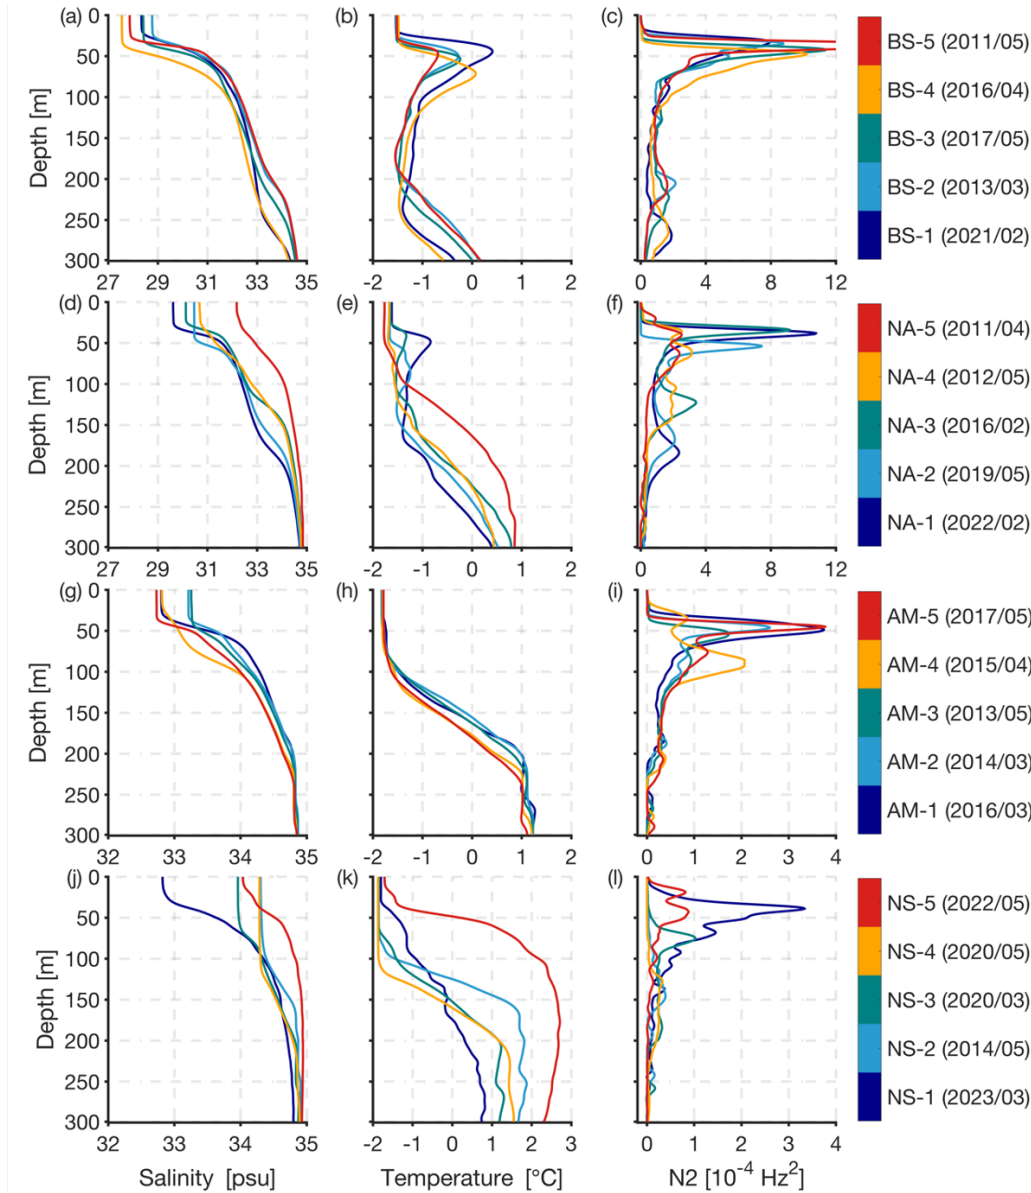 (a)
(b)
(c)
0
50
100
150
200
250
300
Depth [m]
27 29 31 33 35
-2 -1 0 1 2
0 4 8 12
BS-5 (2011/05)
BS-4 (2016/04)
BS-3 (2017/05)
BS-2 (2013/03)
BS-1 (2021/02)
(d)
(e)
(f)
0
50
100
150
200
250
300
Depth [m]
27 29 31 33 35
-2 -1 0 1 2
0 4 8 12
NA-5 (2011/04)
NA-4 (2012/05)
NA-3 (2016/02)
NA-2 (2019/05)
NA-1 (2022/02)
(g)
(h)
(i)
0
50
100
150
200
250
300
Depth [m]
32 33 34 35
-2 -1 0 1 2
0 1 2 3 4
AM-5 (2017/05)
AM-4 (2015/04)
AM-3 (2013/05)
AM-2 (2014/03)
AM-1 (2016/03)
(j)
(k)
(l)
0
50
100
150
200
250
300
Depth [m]
32 33 34 35
-2 -1 0 1 2 3
0 1 2 3 4
NS-5 (2022/05)
NS-4 (2020/05)
NS-3 (2020/03)
NS-2 (2014/05)
NS-1 (2023/03)
Salinity [psu]
Temperature [°C]
N2 [10⁻⁴ Hz²]